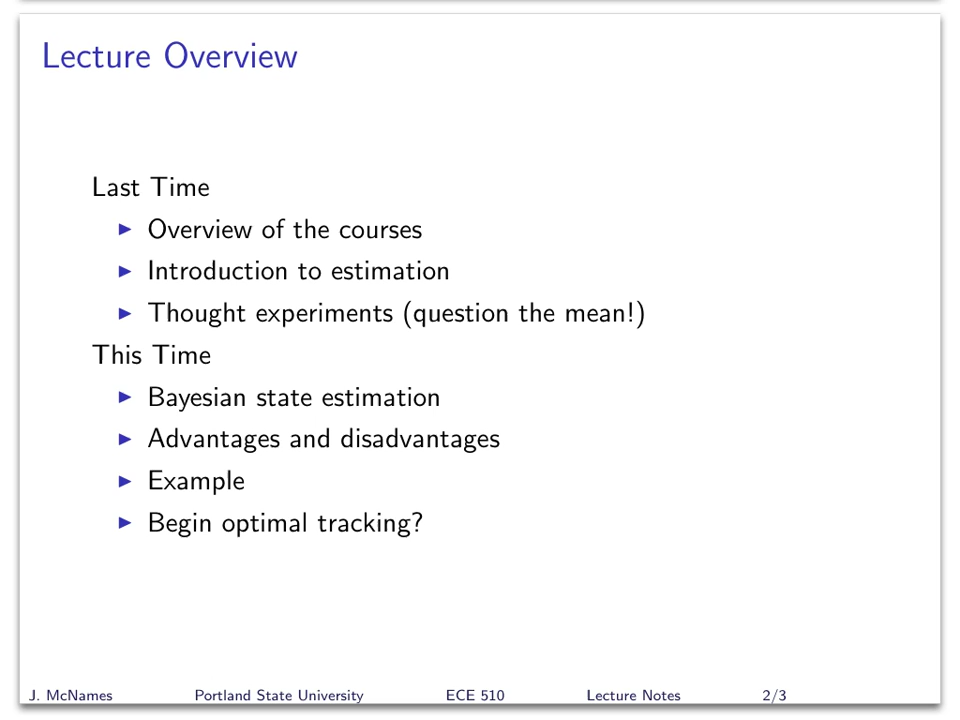 Lecture Overview
Last Time
▶ Overview of the courses
▶ Introduction to estimation
▶ Thought experiments (question the mean!)
This Time
▶ Bayesian state estimation
▶ Advantages and disadvantages
▶ Example
▶ Begin optimal tracking?
J. McNames Portland State University ECE 510 Lecture Notes 2/3